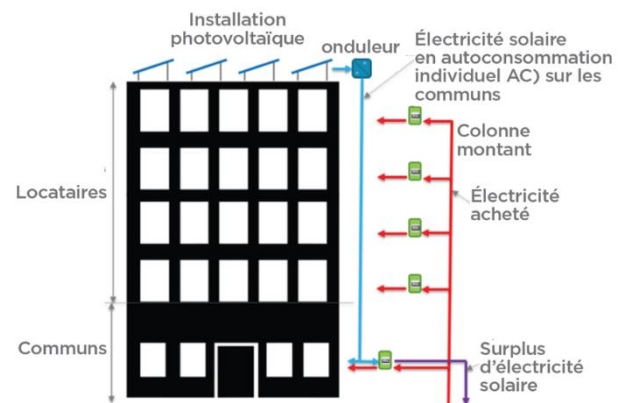 Installation
photovoltaïque
onduleur
Électricité solaire
en autoconsommation
individuel AC) sur les
communs
Colonne
montant
Locataires
Électricité
acheté
Communs
Surplus
d'électricité
solaire